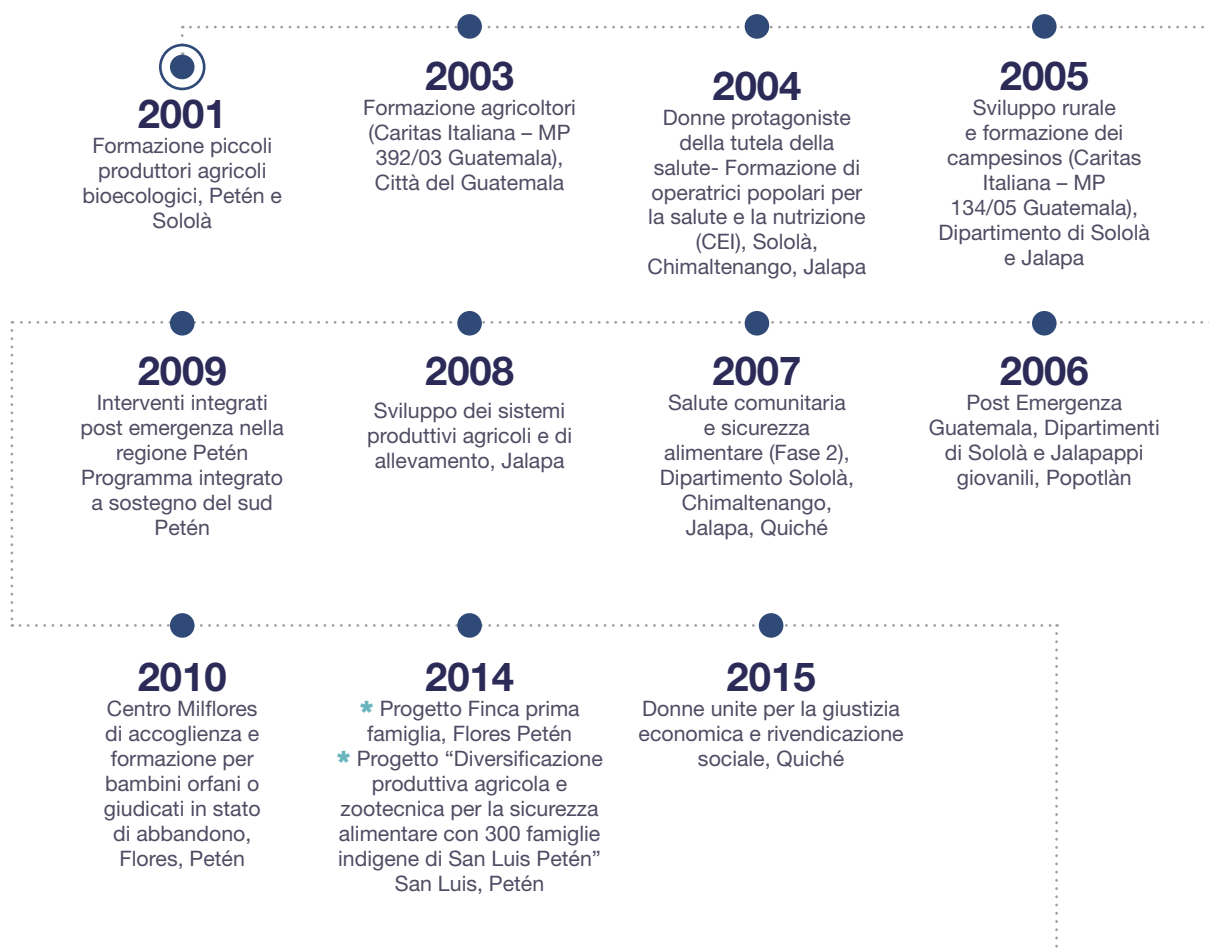 2001
Formazione piccoli
produttori agricoli
bioecologici, Petén e
Sololà
2003
Formazione agricoltori
(Caritas Italiana – MP
392/03 Guatemala),
Città del Guatemala
2004
Donne protagoniste
della tutela della
salute- Formazione di
operatrici popolari per
la salute e la nutrizione
(CEI), Sololà,
Chimaltenango, Jalapa
2005
Sviluppo rurale
e formazione dei
campesinos (Caritas
Italiana – MP
134/05 Guatemala),
Dipartimento di Sololà
e Jalapa
2009
Interventi integrati
post emergenza nella
regione Petén
Programma integrato
a sostegno del sud
Petén
2008
Sviluppo dei sistemi
produttivi agricoli e di
allevamento, Jalapa
2007
Salute comunitaria
e sicurezza
alimentare (Fase 2),
Dipartimento Sololà,
Chimaltenango,
Jalapa, Quiché
2006
Post Emergenza
Guatemala, Dipartimenti
di Sololà e Jalapappi
giovanili, Popotlàn
2010
Centro Milflores
di accoglienza e
formazione per
bambini orfani o
giudicati in stato
di abbandono,
Flores, Petén
2014
* Progetto Finca prima
famiglia, Flores Petén
* Progetto “Diversificazione
produttiva agricola e
zootecnica per la sicurezza
alimentare con 300 famiglie
indigene di San Luis Petén”
San Luis, Petén
2015
Donne unite per la giustizia
economica e rivendicazione
sociale, Quiché